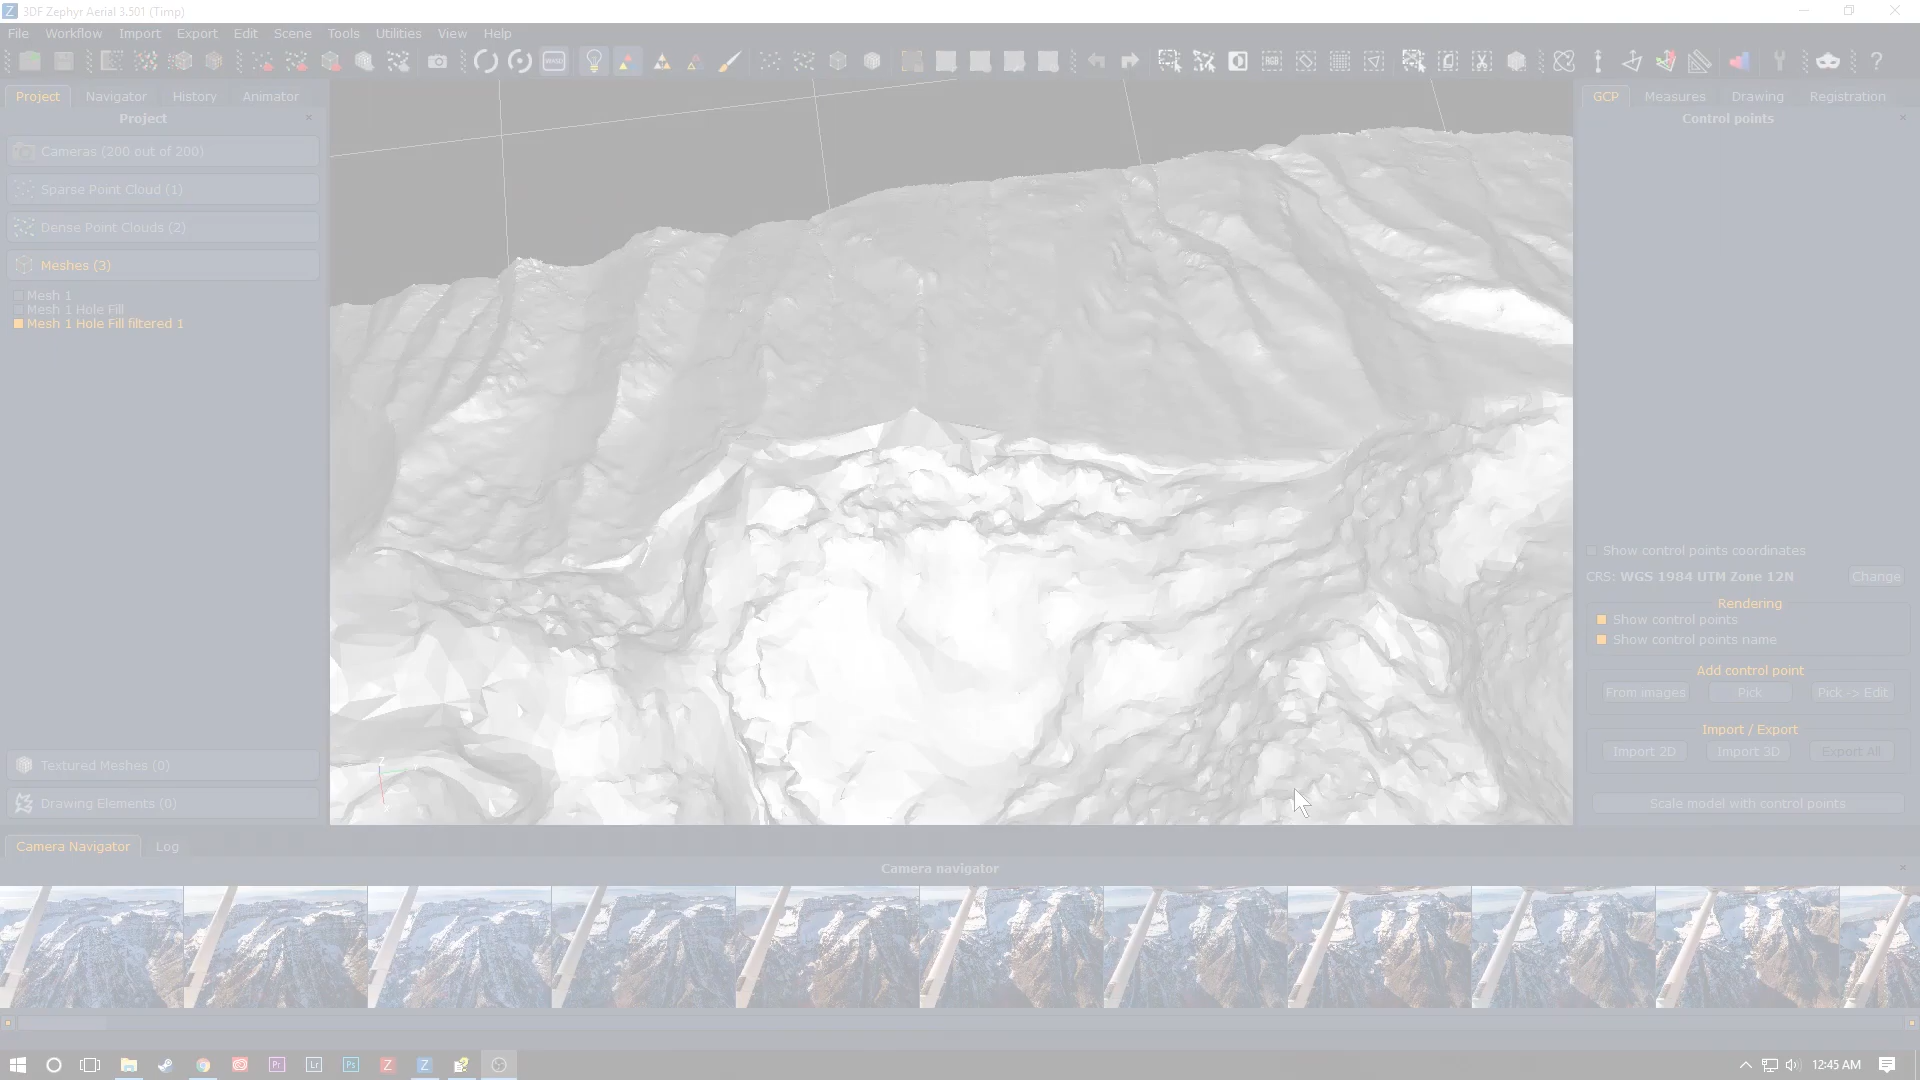 3DF Zephyr Aerial 3.501 (Timp)
File Workflow Import Export Edit Scene Tools Utilities View Help
WASD RGB
Project Navigator History Animator
Project
Cameras (200 out of 200)
Sparse Point Cloud (1)
Dense Point Clouds (2)
Meshes (3)
Mesh 1
Mesh 1 Hole Fill
Mesh 1 Hole Fill filtered 1
Textured Meshes (0)
Drawing Elements (0)
Z
GCP Measures Drawing Registration
Control points
Show control points coordinates
CRS: WGS 1984 UTM Zone 12N Change
Rendering
Show control points
Show control points name
Add control point
From images Pick Pick -> Edit
Import / Export
Import 2D Import 3D Export All
Scale model with control points
Camera Navigator Log
Camera navigator
Pr Lr Ps Z Z
12:45 AM